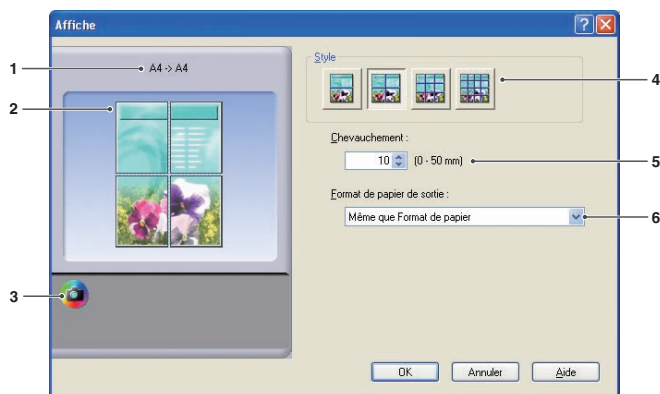 Affiche
1
A4 -> A4
2
3
Style
4
Chevauchement :
10 (0 - 50 mm)
5
Format de papier de sortie :
Même que Format de papier
6
OK Annuler Aide